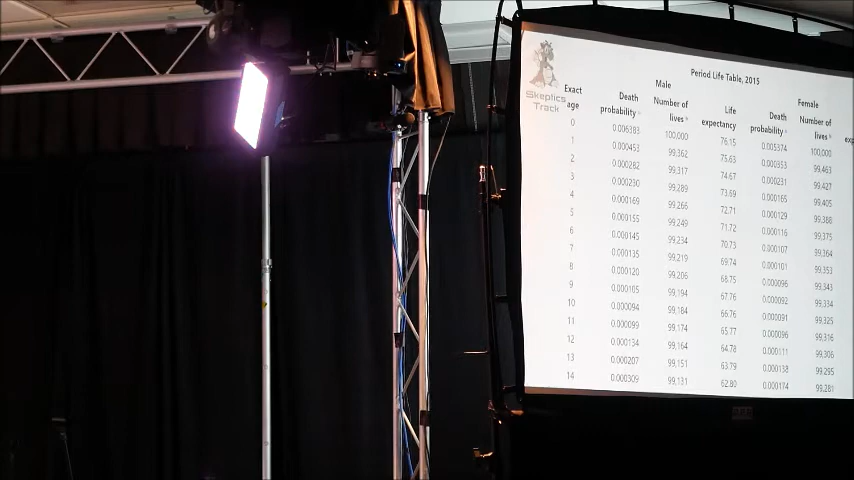 Period Life Table, 2015
Skeptics
Track
Exact
age
Male
Female
Death
probability
Number of
lives
Life
expectancy
Death
probability
Number of
lives
0 0.006383 100,000 76.15 0.005374 100,000
1 0.000453 99,362 75.63 0.000353 99,463
2 0.000282 99,317 74.67 0.000231 99,427
3 0.000230 99,289 73.69 0.000165 99,405
4 0.000169 99,266 72.71 0.000129 99,388
5 0.000155 99,249 71.72 0.000116 99,375
6 0.000145 99,234 70.73 0.000107 99,364
7 0.000135 99,219 69.74 0.000101 99,353
8 0.000120 99,206 68.75 0.000096 99,343
9 0.000105 99,194 67.76 0.000092 99,334
10 0.000094 99,184 66.76 0.000091 99,325
11 0.000099 99,174 65.77 0.000096 99,316
12 0.000134 99,164 64.78 0.000111 99,306
13 0.000207 99,151 63.79 0.000138 99,295
14 0.000309 99,131 62.80 0.000174 99,281